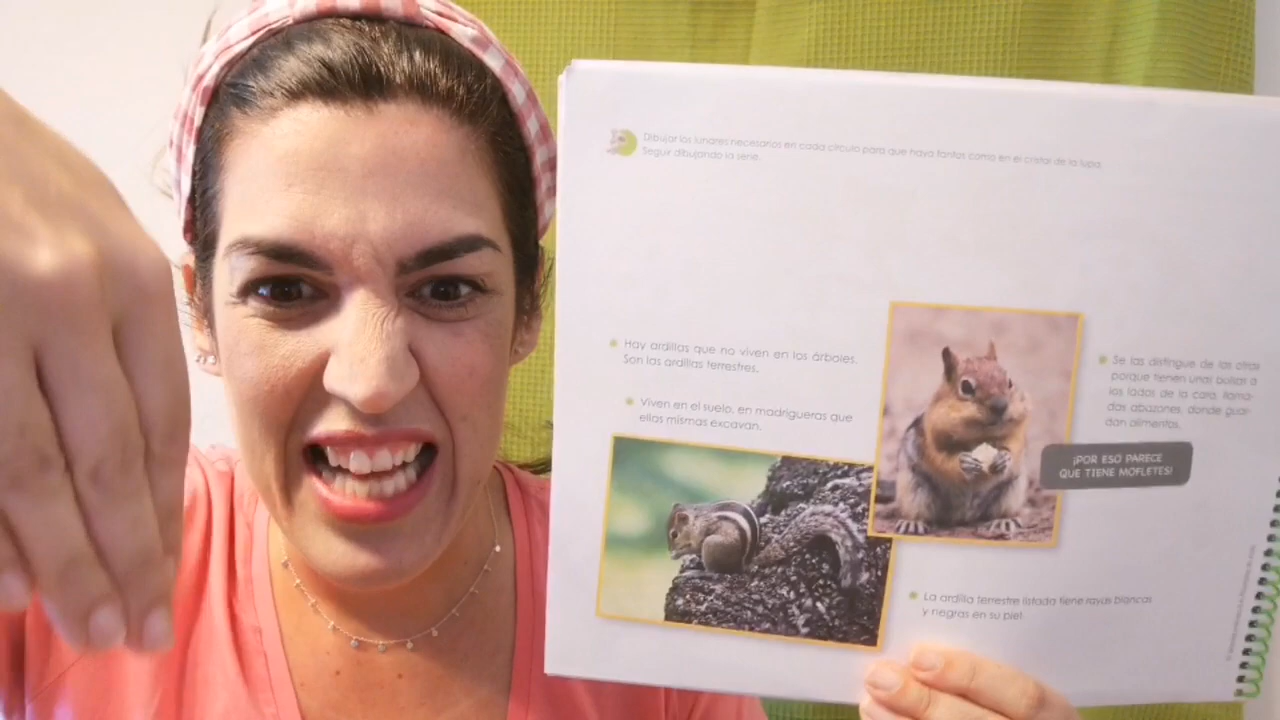 Dibujar los lunares necesarios en cada círculo para que haya tantos como en el cristal de la lupa.
Seguir dibujando la serie.
Hay ardillas que no viven en los árboles.
Son las ardillas terrestres.
Viven en el suelo, en madrigueras que
ellas mismas excavan.
Se las distingue de las otras
porque tienen unas bolsas a
los lados de la cara, llama-
das abazones, donde guar-
dan alimentos.
¡POR ESO PARECE
QUE TIENE MOFLETES!
La ardilla terrestre listada tiene rayas blancas
y negras en su piel.